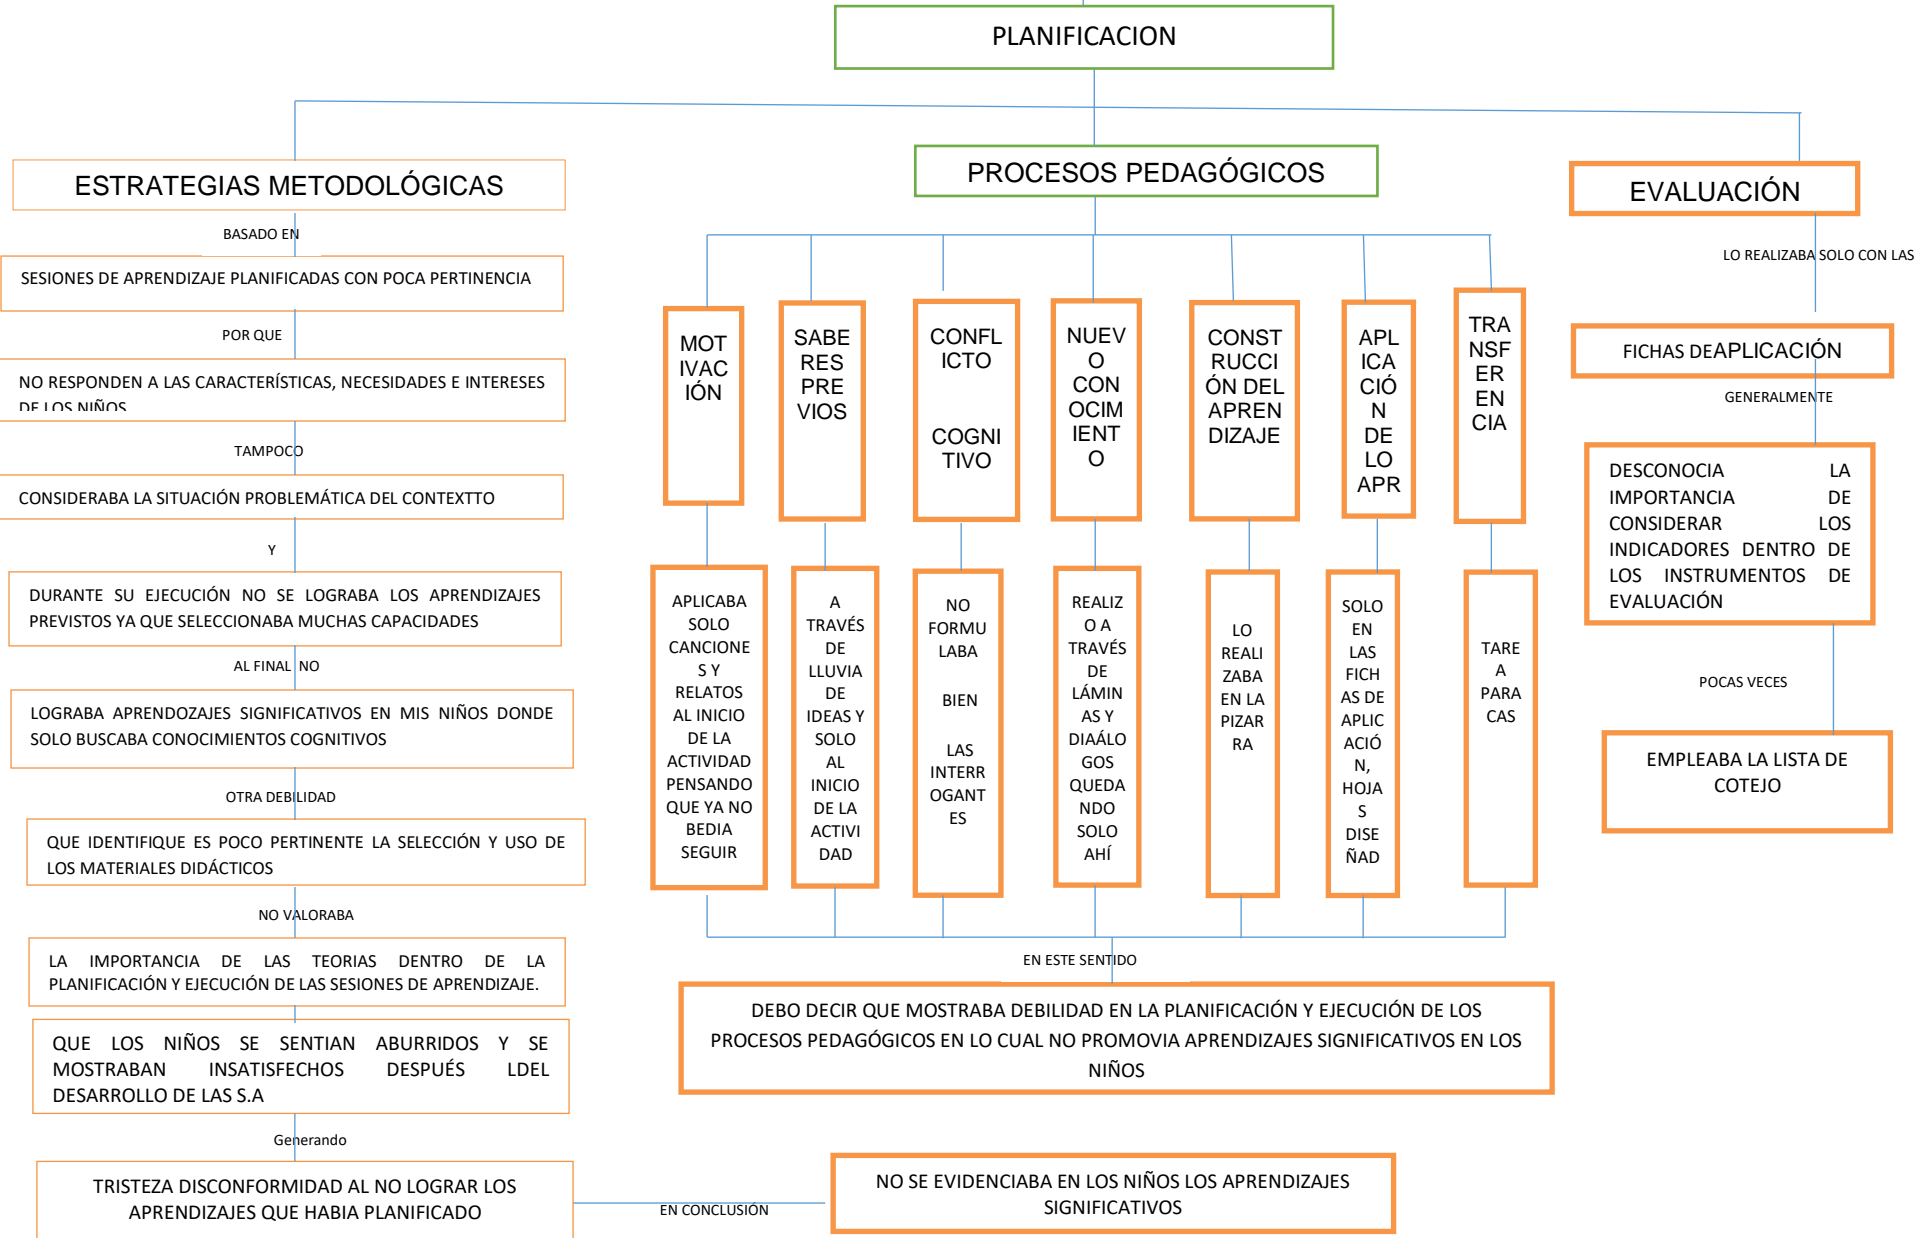 PLANIFICACION
ESTRATEGIAS METODOLÓGICAS
BASADO EN
SESIONES DE APRENDIZAJE PLANIFICADAS CON POCA PERTINENCIA
POR QUE
NO RESPONDEN A LAS CARACTERÍSTICAS, NECESIDADES E INTERESES
DE LOS NIÑOS
TAMPOCO
CONSIDERABA LA SITUACIÓN PROBLEMÁTICA DEL CONTEXTTO
Y
DURANTE SU EJECUCIÓN NO SE LOGRABA LOS APRENDIZAJES
PREVISTOS YA QUE SELECCIONABA MUCHAS CAPACIDADES
AL FINAL NO
LOGRABA APRENDOZAJES SIGNIFICATIVOS EN MIS NIÑOS DONDE
SOLO BUSCABA CONOCIMIENTOS COGNITIVOS
OTRA DEBILIDAD
QUE IDENTIFIQUE ES POCO PERTINENTE LA SELECCIÓN Y USO DE
LOS MATERIALES DIDÁCTICOS
NO VALORABA
LA IMPORTANCIA DE LAS TEORIAS DENTRO DE LA
PLANIFICACIÓN Y EJECUCIÓN DE LAS SESIONES DE APRENDIZAJE.
QUE LOS NIÑOS SE SENTIAN ABURRIDOS Y SE
MOSTRABAN INSATISFECHOS DESPUÉS LDEL
DESARROLLO DE LAS S.A
Generando
TRISTEZA DISCONFORMIDAD AL NO LOGRAR LOS
APRENDIZAJES QUE HABIA PLANIFICADO
EN CONCLUSIÓN
NO SE EVIDENCIABA EN LOS NIÑOS LOS APRENDIZAJES
SIGNIFICATIVOS
PROCESOS PEDAGÓGICOS
MOT
IVAC
IÓN
APLICABA
SOLO
CANCIONE
S Y
RELATOS
AL INICIO
DE LA
ACTIVIDAD
PENSANDO
QUE YA NO
BEDIA
SEGUIR
SABE
RES
PRE
VIOS
A
TRAVÉS
DE
LLUVIA
DE
IDEAS Y
SOLO
AL
INICIO
DE LA
ACTIVI
DAD
CONFL
ICTO
COGNI
TIVO
NO
FORMU
LABA
BIEN
LAS
INTERR
OGANT
ES
NUEV
O
CON
OCIM
IENT
O
REALIZ
O A
TRAVÉS
DE
LÁMIN
AS Y
DIAÁLO
GOS
QUEDA
NDO
SOLO
AHÍ
CONST
RUCCI
ÓN DEL
APREN
DIZAJE
LO
REALI
ZABA
EN LA
PIZAR
RA
APL
ICA
CIÓ
N
DE
LO
APR
SOLO
EN
LAS
FICH
AS DE
APLIC
ACIÓ
N,
HOJA
S
DISE
ÑAD
TRA
NSF
ER
EN
CIA
TARE
A
PARA
CAS
EN ESTE SENTIDO
DEBO DECIR QUE MOSTRABA DEBILIDAD EN LA PLANIFICACIÓN Y EJECUCIÓN DE LOS
PROCESOS PEDAGÓGICOS EN LO CUAL NO PROMOVIA APRENDIZAJES SIGNIFICATIVOS EN LOS
NIÑOS
EVALUACIÓN
LO REALIZABA SOLO CON LAS
FICHAS DEAPLICACIÓN
GENERALMENTE
DESCONOCIA LA
IMPORTANCIA DE
CONSIDERAR LOS
INDICADORES DENTRO DE
LOS INSTRUMENTOS DE
EVALUACIÓN
POCAS VECES
EMPLEABA LA LISTA DE
COTEJO